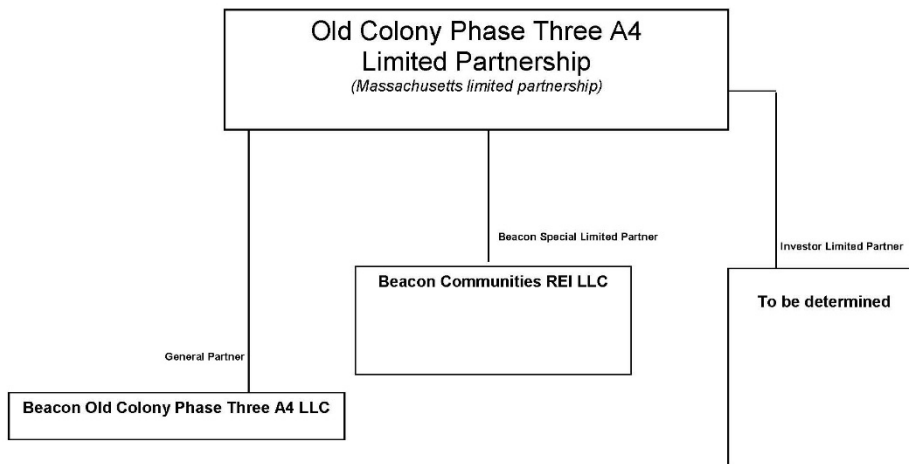 Old Colony Phase Three A4
Limited Partnership
(Massachusetts limited partnership)
Beacon Special Limited Partner
Investor Limited Partner
Beacon Communities REI LLC
To be determined
General Partner
Beacon Old Colony Phase Three A4 LLC